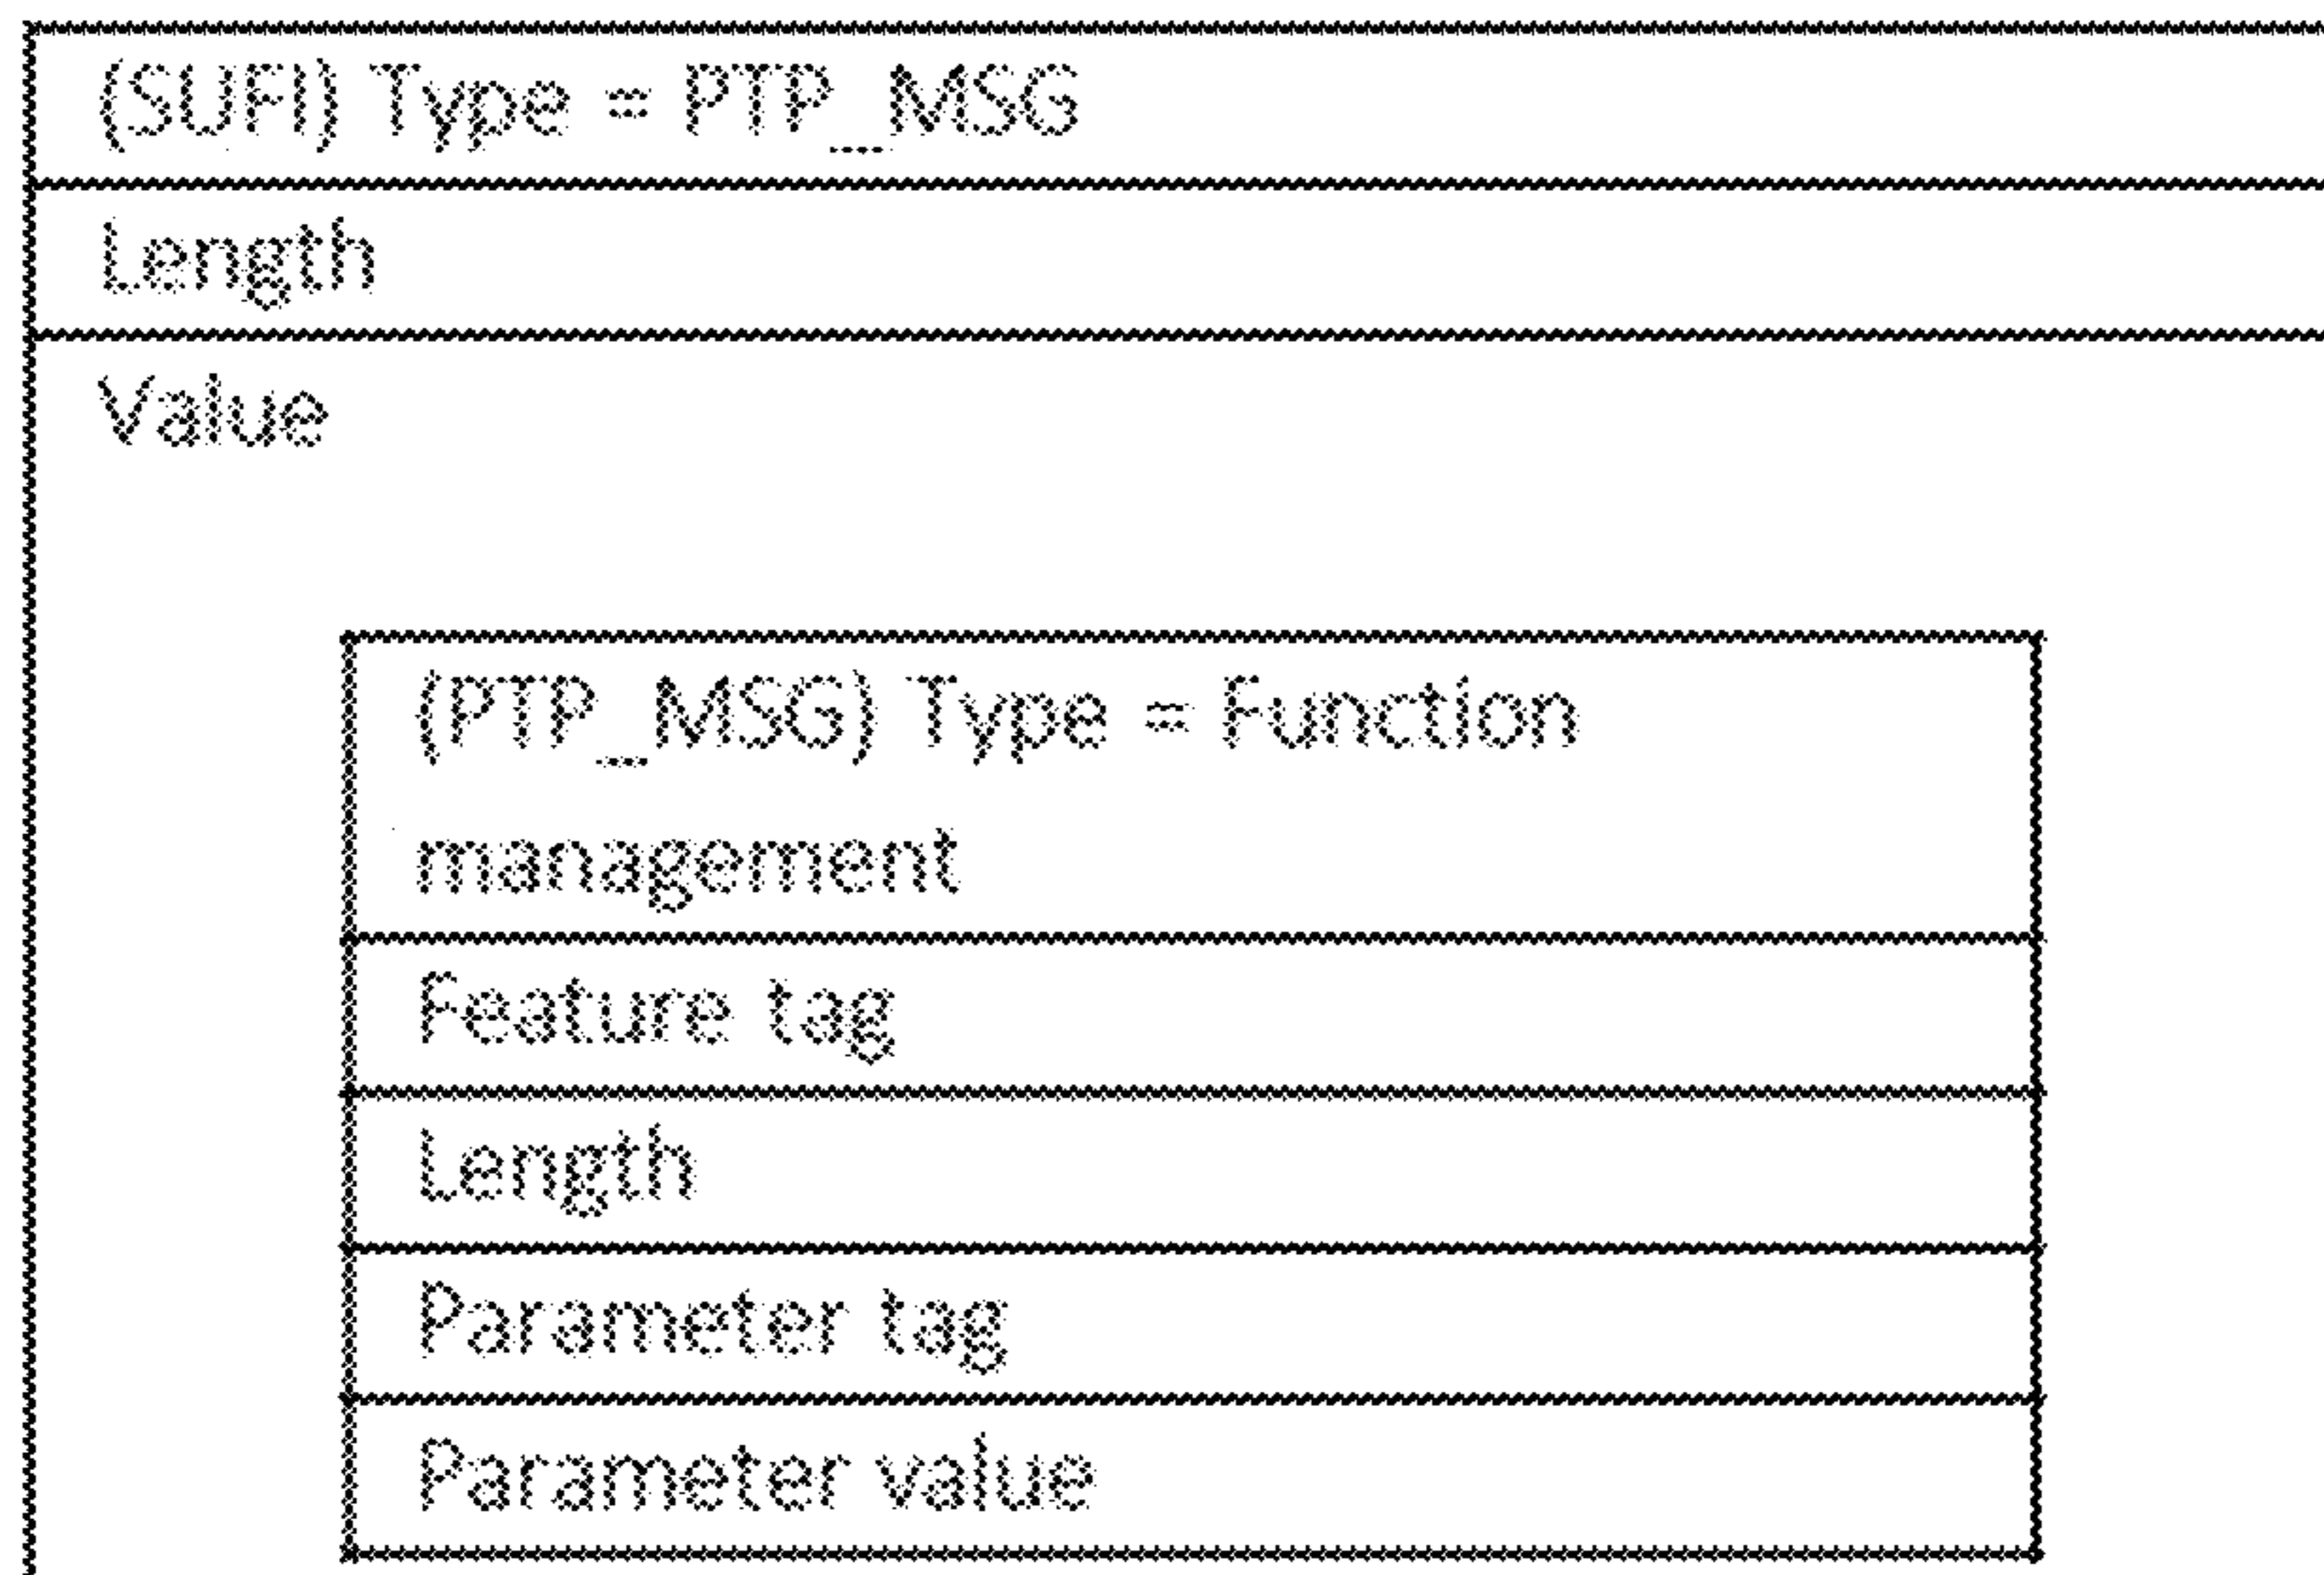 (SUFI) Type = PTP_MSG
Length
Value
(PTP_MSG) Type = Function
management
Feature tag
Length
Parameter tag
Parameter value